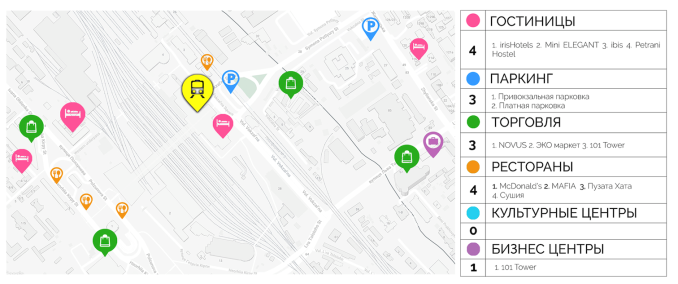 ГОСТИНИЦЫ
4
1. irisHotels 2. Mini ELEGANT 3. ibis 4. Petrani
Hostel
ПАРКИНГ
3
1. Привокзальная парковка
2. Платная парковка
ТОРГОВЛЯ
3
1. NOVUS 2. ЭКО маркет 3. 101 Tower
РЕСТОРАНЫ
4
1. McDonald's 2. MAFIA 3. Пузата Хата
4. Сушия
КУЛЬТУРНЫЕ ЦЕНТРЫ
0
БИЗНЕС ЦЕНТРЫ
1
1. 101 Tower